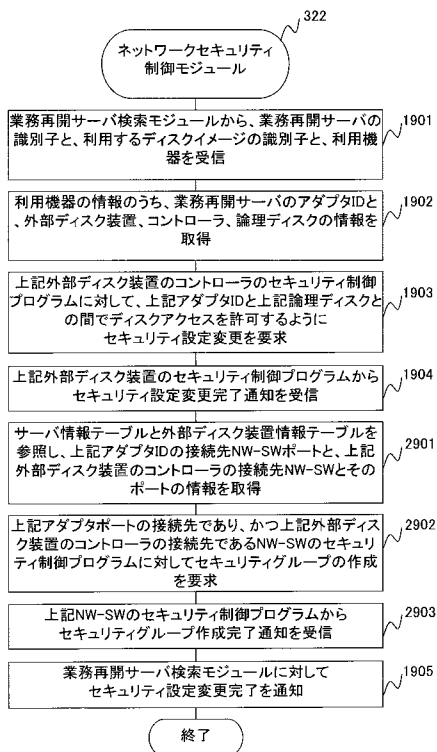 322
ネットワークセキュリティ
制御モジュール
業務再開サーバ検索モジュールから、業務再開サーバの
識別子と、利用するディスクイメージの識別子と、利用機
器を受信
1901
利用機器の情報のうち、業務再開サーバのアダプタIDと
、外部ディスク装置、コントローラ、論理ディスクの情報を
取得
1902
上記外部ディスク装置のコントローラのセキュリティ制御
プログラムに対して、上記アダプタIDと上記論理ディスクと
の間でディスクアクセスを許可するように
セキュリティ設定変更を要求
1903
上記外部ディスク装置のセキュリティ制御プログラムから
セキュリティ設定変更完了通知を受信
1904
サーバ情報テーブルと外部ディスク装置情報テーブルを
参照し、上記アダプタIDの接続先NW-SWポートと、上記
外部ディスク装置のコントローラの接続先NW-SWとその
ポートの情報を取得
2901
上記アダプタポートの接続先であり、かつ上記外部ディス
ク装置のコントローラの接続先であるNW-SWのセキュリ
ティ制御プログラムに対してセキュリティグループの作成
を要求
2902
上記NW-SWのセキュリティ制御プログラムから
セキュリティグループ作成完了通知を受信
2903
業務再開サーバ検索モジュールに対して
セキュリティ設定変更完了を通知
1905
終了